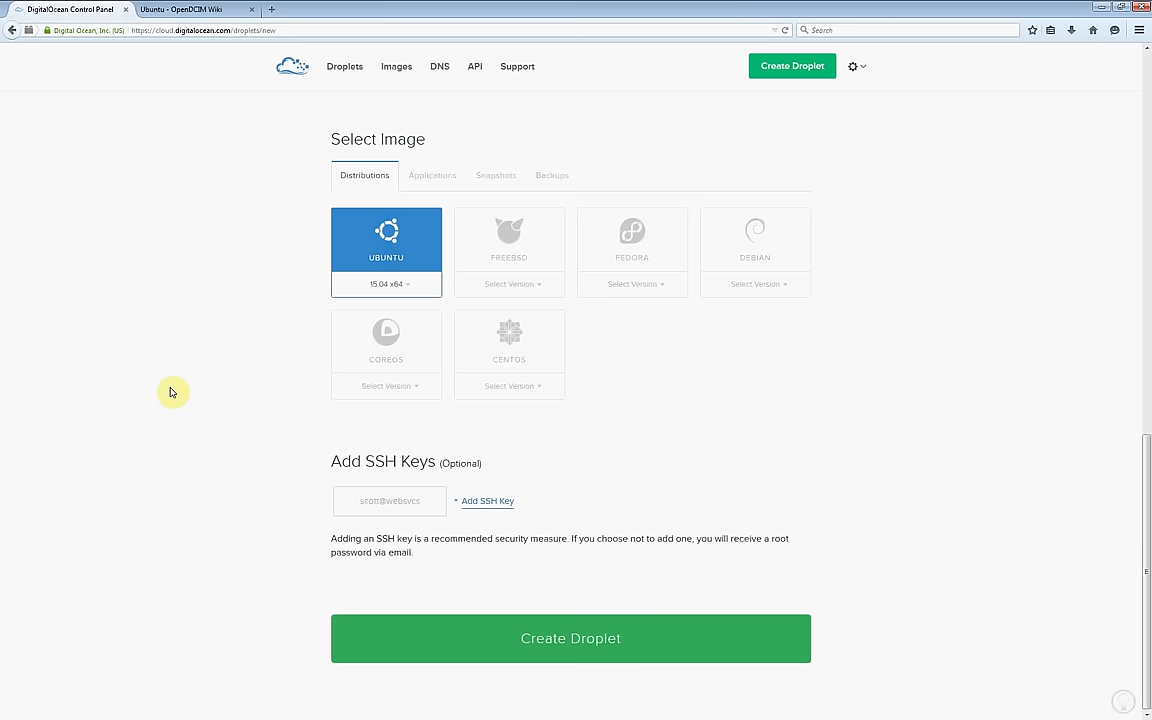 DigitalOcean Control Panel
Ubuntu - OpenDCIM Wiki
Digital Ocean, Inc. (US)
https://cloud.digitalocean.com/droplets/new
Search
Droplets
Images
DNS
API
Support
Create Droplet
Select Image
Distributions
Applications
Snapshots
Backups
UBUNTU
FREEBSD
FEDORA
DEBIAN
15.04 x64
Select Version
Select Version
Select Version
COREOS
CENTOS
Select Version
Select Version
Add SSH Keys (Optional)
scott@websvcs
Add SSH Key
Adding an SSH key is a recommended security measure. If you choose not to add one, you will receive a root
password via email.
Create Droplet